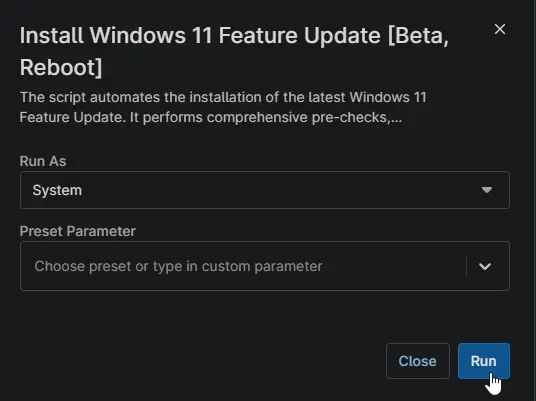 Install Windows 11 Feature Update [Beta,
Reboot]
The script automates the installation of the latest Windows 11
Feature Update. It performs comprehensive pre-checks,...
Run As
System
Preset Parameter
Choose preset or type in custom parameter
Close
Run